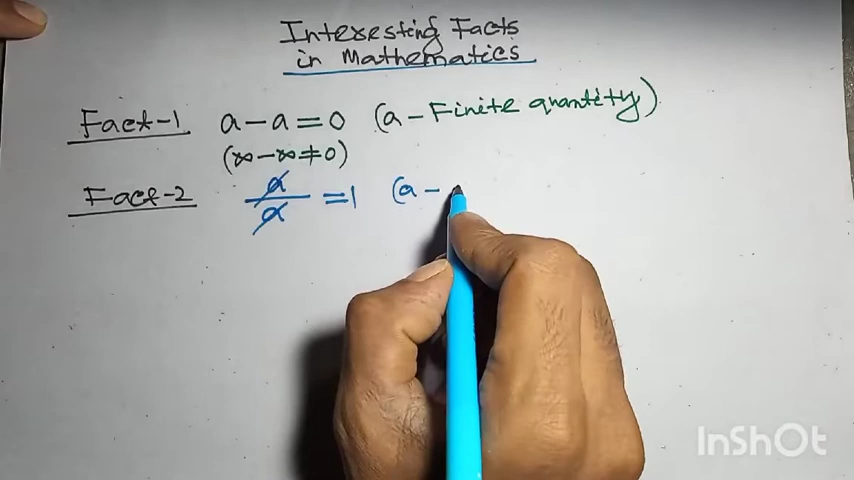 Interesting Facts
in Mathematics
Fact-1 a-a=0 (a-Finite quantity)
(∞-∞≠0)
Fact-2 a/a =1 (a-
InShOt